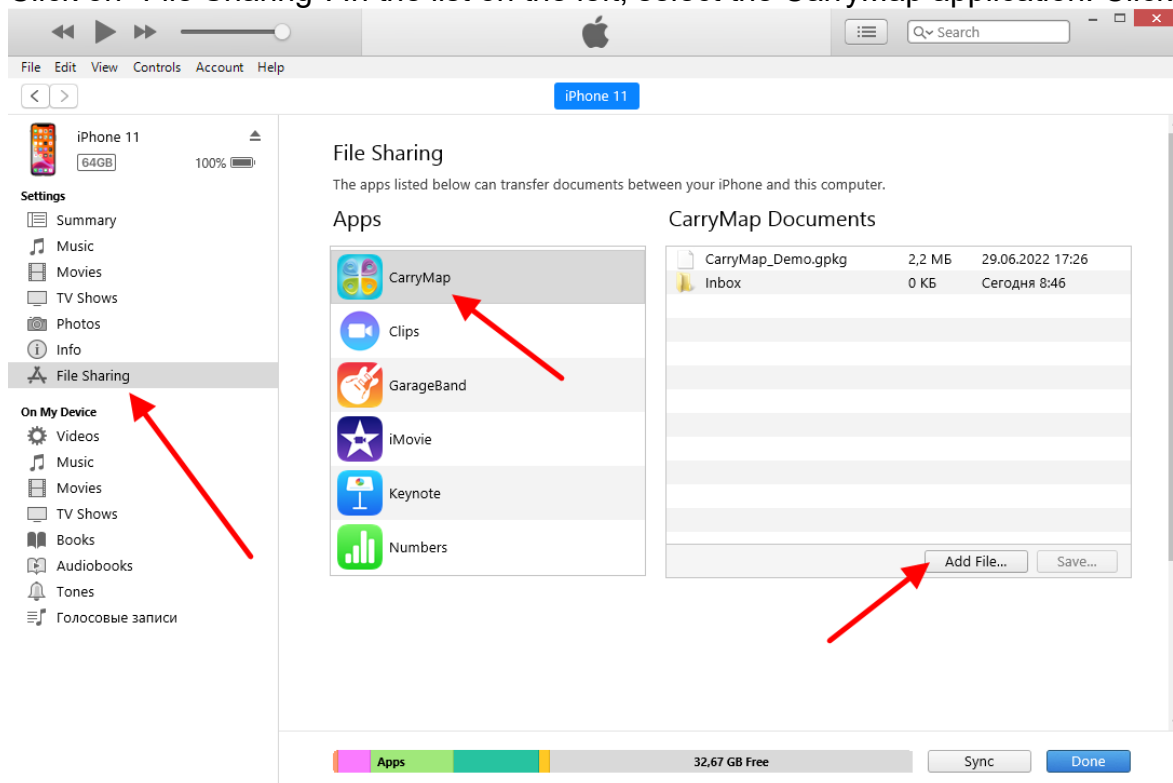 Click on "File Sharing". In the list on the left, select the CarryMap application. Click
Search
File Edit View Controls Account Help
iPhone 11
iPhone 11
64GB 100%
Settings
Summary
Music
Movies
TV Shows
Photos
Info
File Sharing
On My Device
Videos
Music
Movies
TV Shows
Books
Audiobooks
Tones
Голосовые записи
File Sharing
The apps listed below can transfer documents between your iPhone and this computer.
Apps
CarryMap
Clips
GarageBand
iMovie
Keynote
Numbers
CarryMap Documents
CarryMap_Demo.gpkg 2,2 МБ 29.06.2022 17:26
Inbox 0 КБ Сегодня 8:46
Add File... Save...
Apps 32,67 GB Free Sync Done